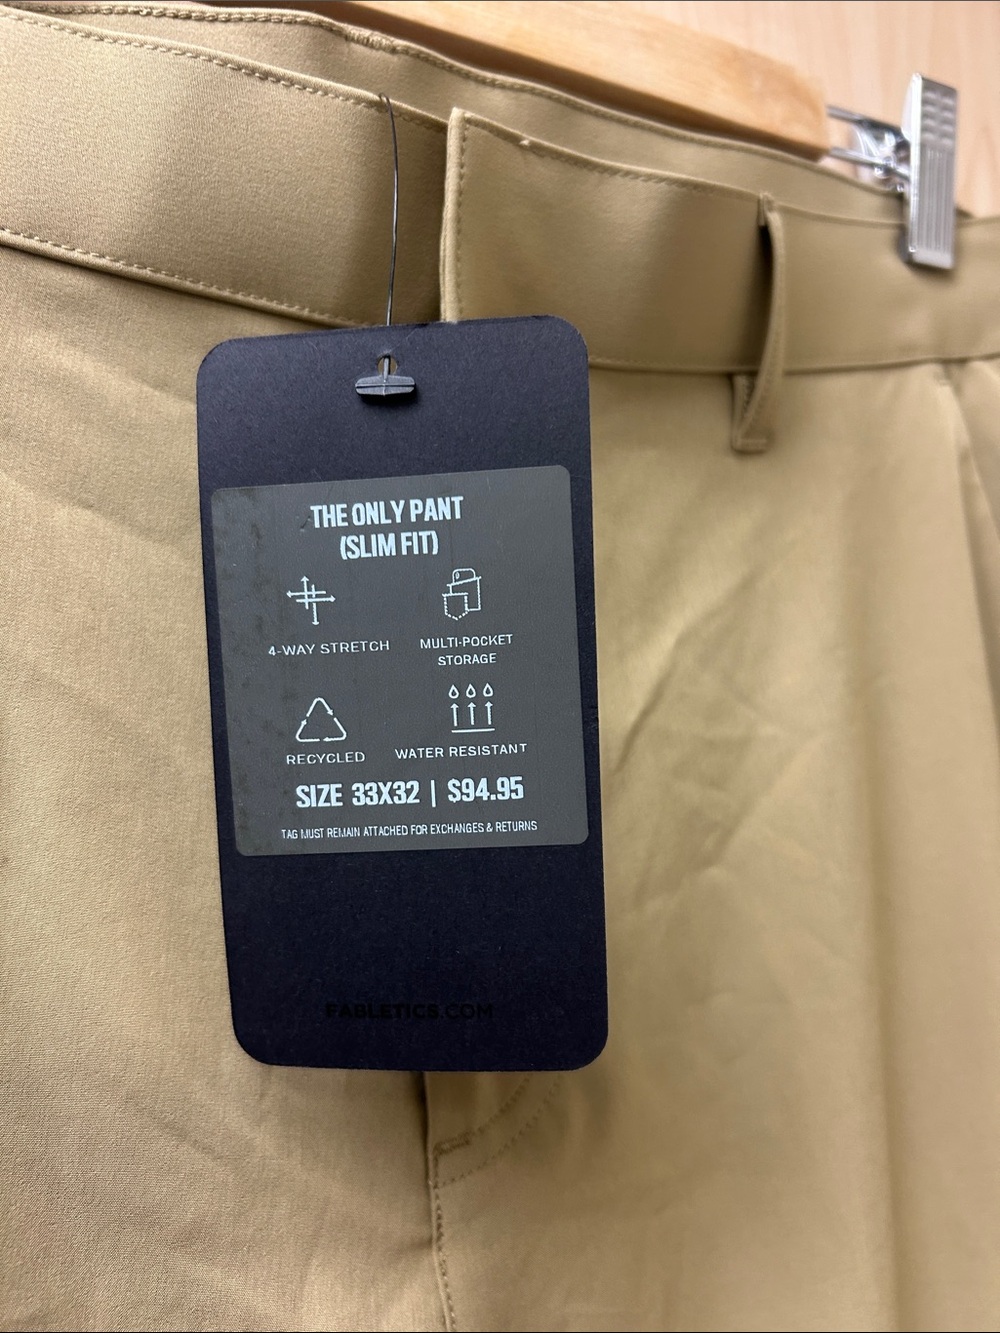 THE ONLY PANT
(SLIM FIT)
4-WAY STRETCH
MULTI-POCKET
STORAGE
RECYCLED
WATER RESISTANT
SIZE 33X32 | $94.95
TAG MUST REMAIN ATTACHED FOR EXCHANGES & RETURNS
FABLETICS.COM